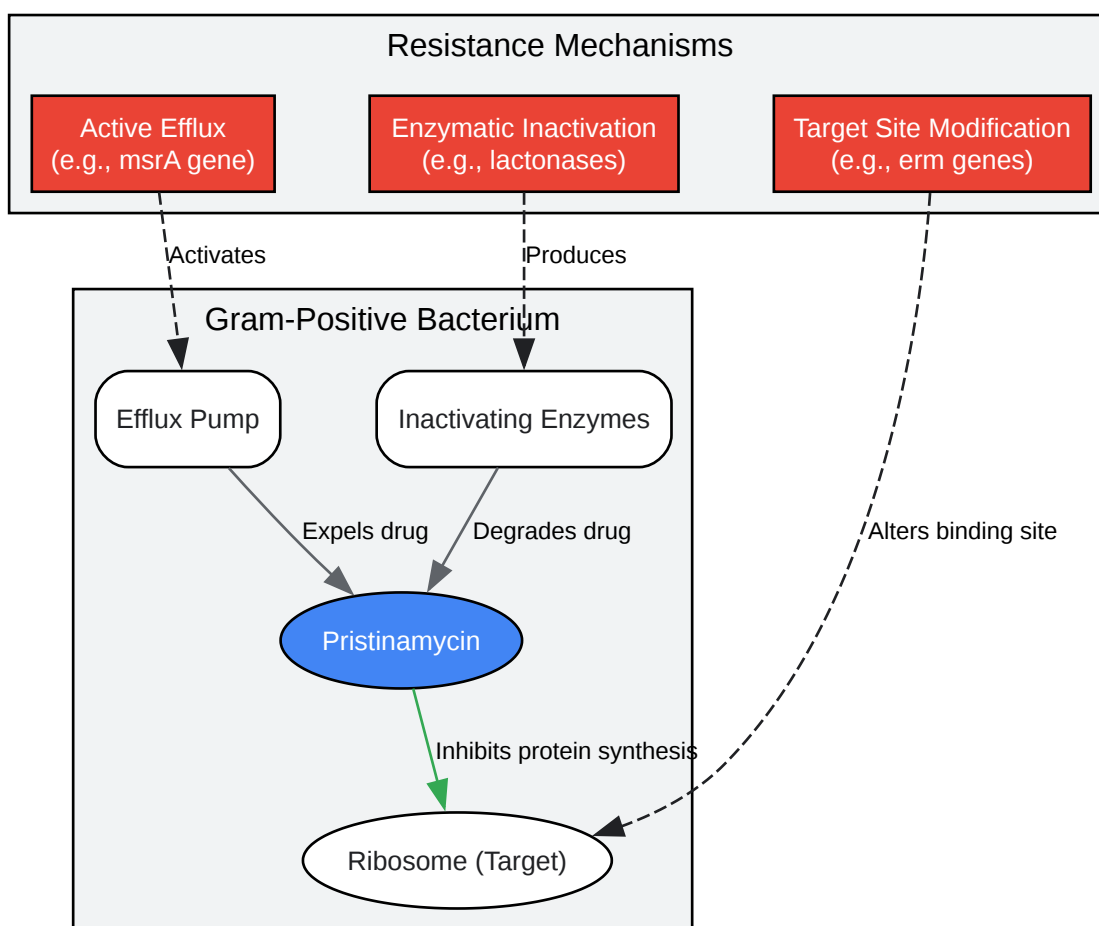 Resistance Mechanisms
Active Efflux
(e.g., msrA gene)
Enzymatic Inactivation
(e.g., lactonases)
Target Site Modification
(e.g., erm genes)
Activates
Produces
Gram-Positive Bacterium
Efflux Pump
Inactivating Enzymes
Expels drug
Degrades drug
Alters binding site
Pristinamycin
Inhibits protein synthesis
Ribosome (Target)